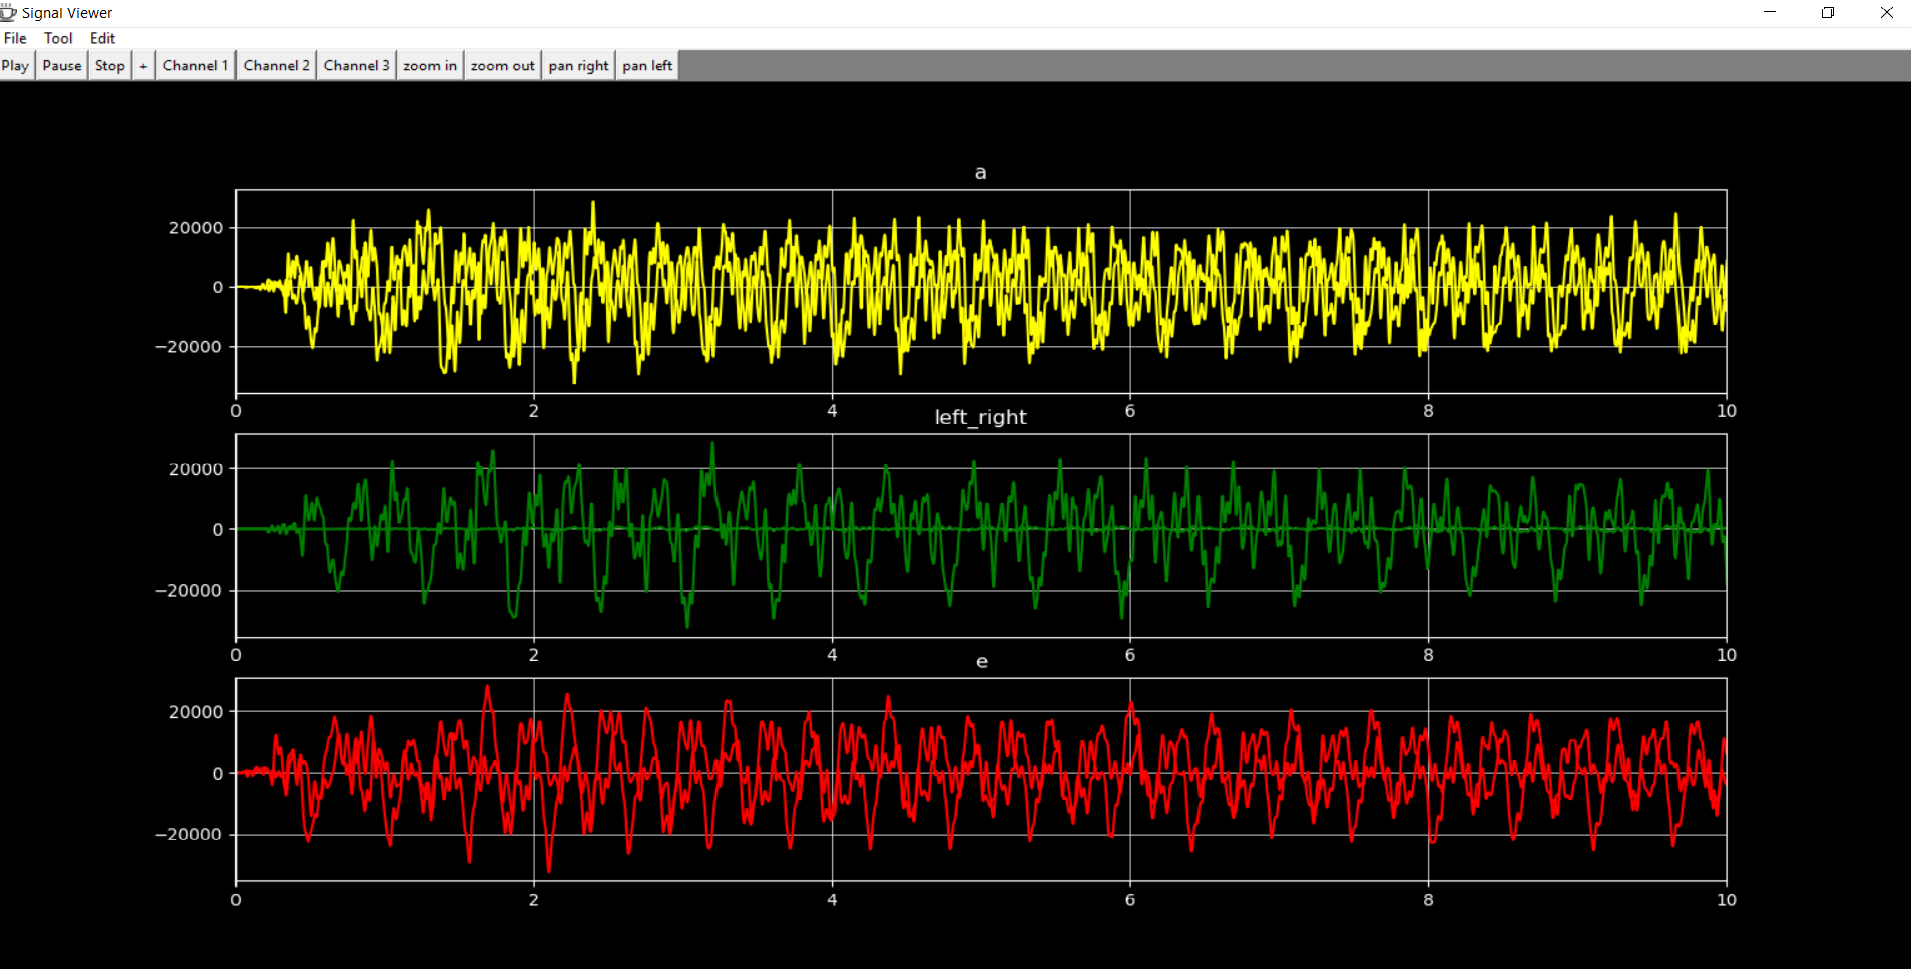 Signal Viewer
File Tool Edit
Play Pause Stop + Channel 1 Channel 2 Channel 3 zoom in zoom out pan right pan left
a
20000
0
−20000
0 2 4 6 8 10
left_right
20000
0
−20000
0 2 4 6 8 10
e
20000
0
−20000
0 2 4 6 8 10